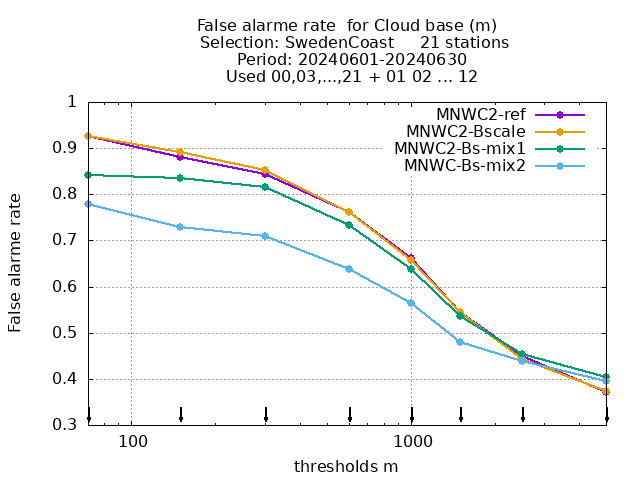 False alarme rate  for Cloud base (m)
Selection: SwedenCoast     21 stations
Period: 20240601-20240630
Used 00,03,...,21 + 01 02 ... 12
MNWC2-ref
MNWC2-Bscale
MNWC2-Bs-mix1
MNWC-Bs-mix2
False alarme rate
1
0.9
0.8
0.7
0.6
0.5
0.4
0.3
100
1000
thresholds m